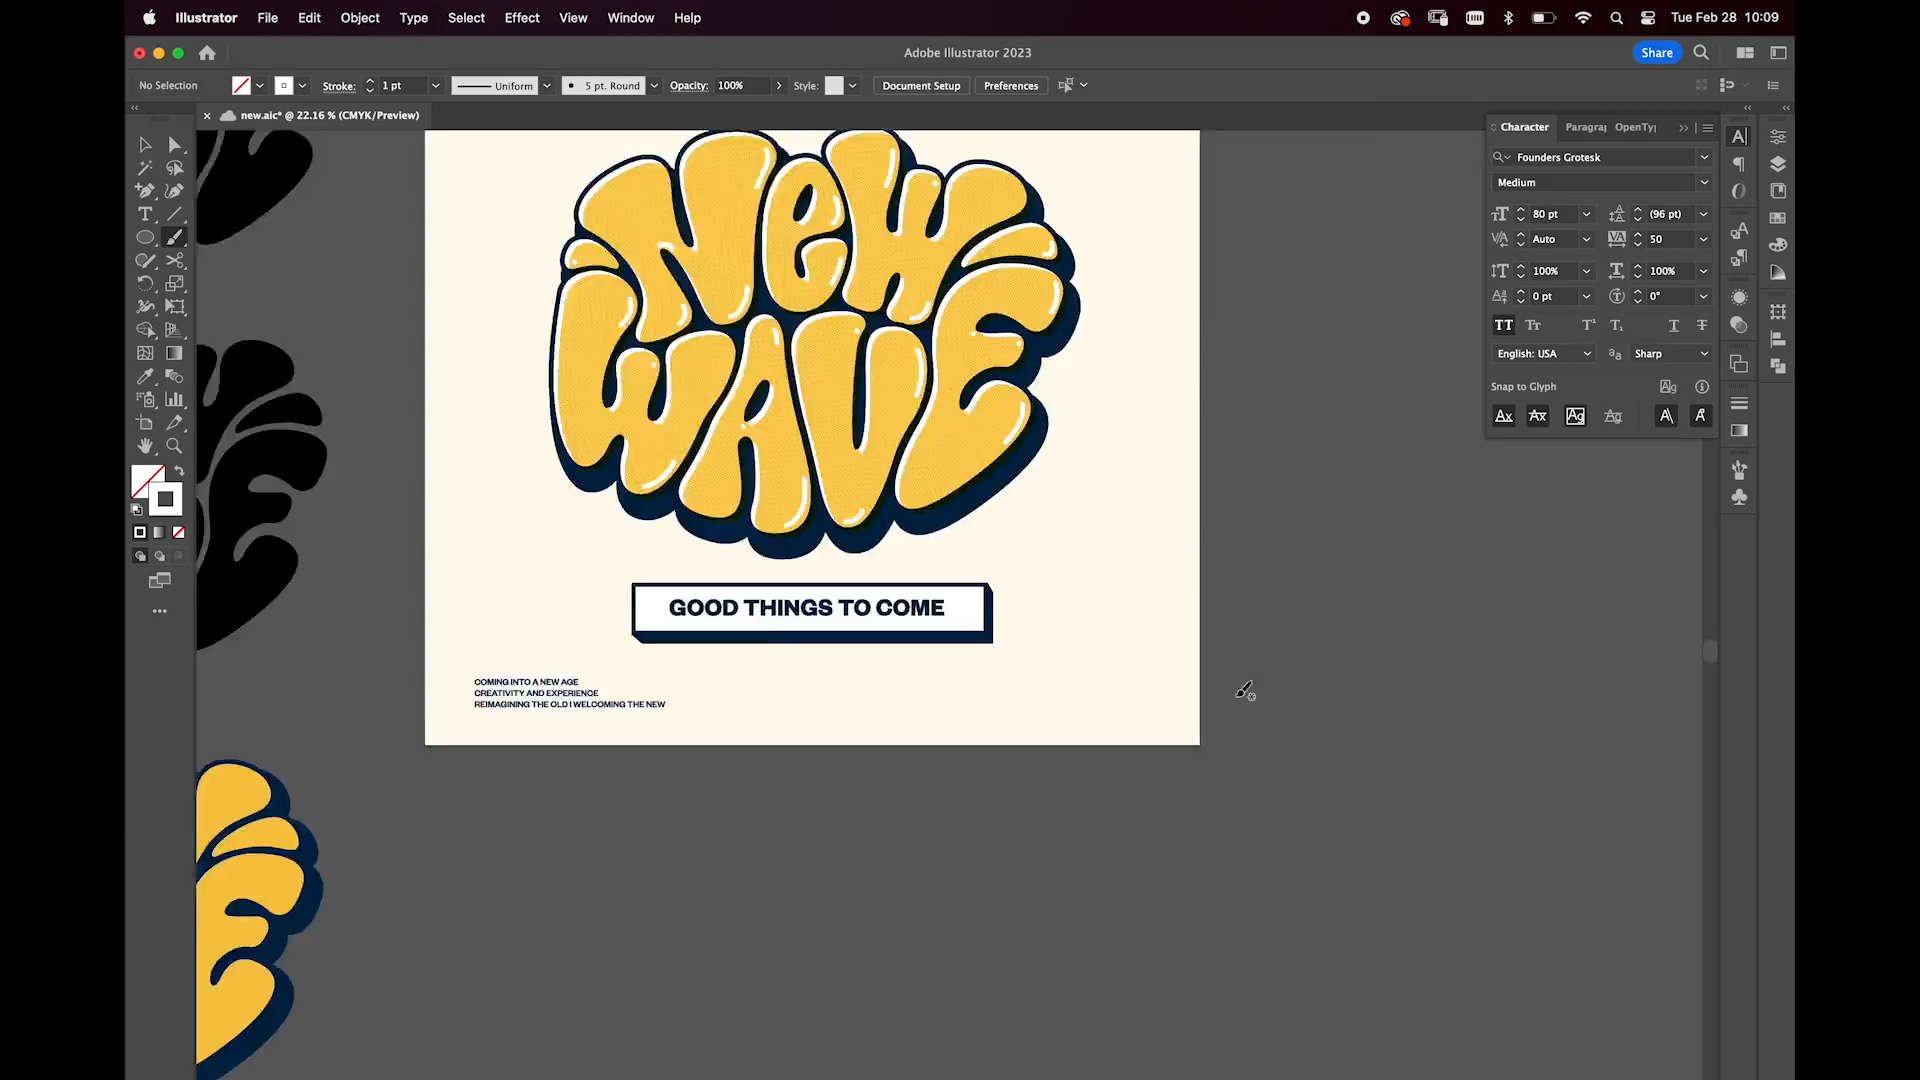 Illustrator File Edit Object Type Select Effect View Window Help Tue Feb 28 10:09
Adobe Illustrator 2023 Share
No Selection Stroke: 1 pt Uniform 5 pt. Round Opacity: 100% Style: Document Setup Preferences
new.aic* @ 22.16 % (CMYK/Preview)
Character Paragra OpenTy
Founders Grotesk
Medium
80 pt (96 pt)
Auto 50
100% 100%
0 pt 0°
English: USA Sharp
Snap to Glyph
New
WAVE
GOOD THINGS TO COME
COMING INTO A NEW AGE
CREATIVITY AND EXPERIENCE
REIMAGINING THE OLD I WELCOMING THE NEW